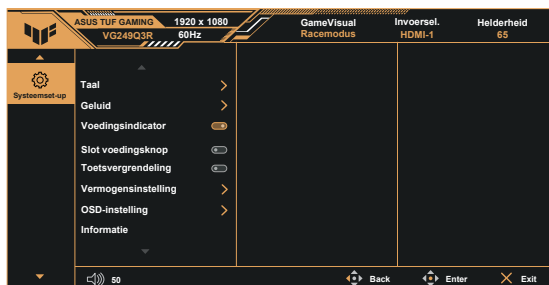 ASUS TUF GAMING 1920 x 1080 GameVisual Invoersel. Helderheid
VG249Q3R 60Hz Racemodus HDMI-1 65
Systeemset-up
Taal
Geluid
Voedingsindicator
Slot voedingsknop
Toetsvergrendeling
Vermogensinstelling
OSD-instelling
Informatie
50 Back Enter Exit